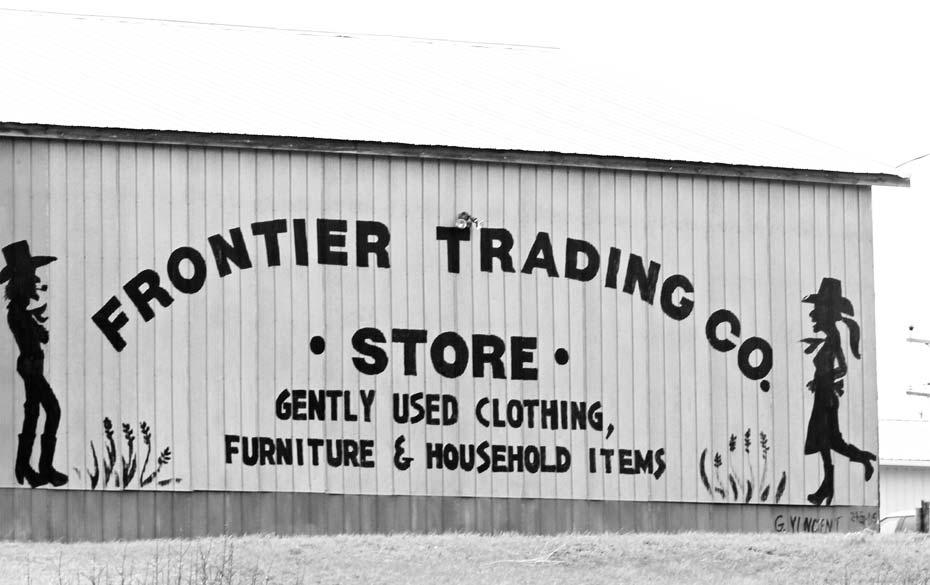 FRONTIER TRADING CO.
• STORE •
GENTLY USED CLOTHING,
FURNITURE & HOUSEHOLD ITEMS
G. VINCENT